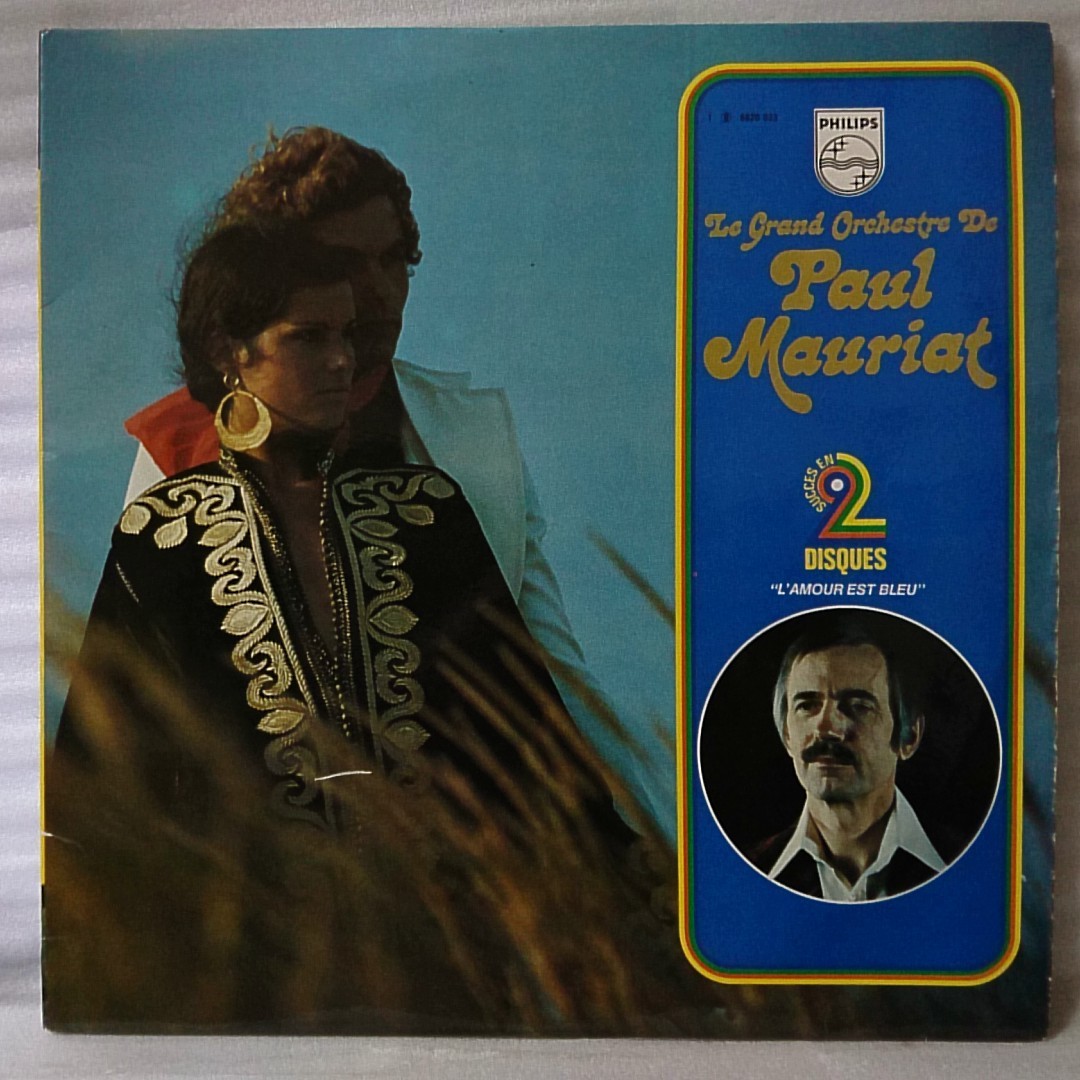 PHILIPS
Le Grand Orchestre De
Paul
Mauriat
SUCCES EN
2
DISQUES
"L'AMOUR EST BLEU"